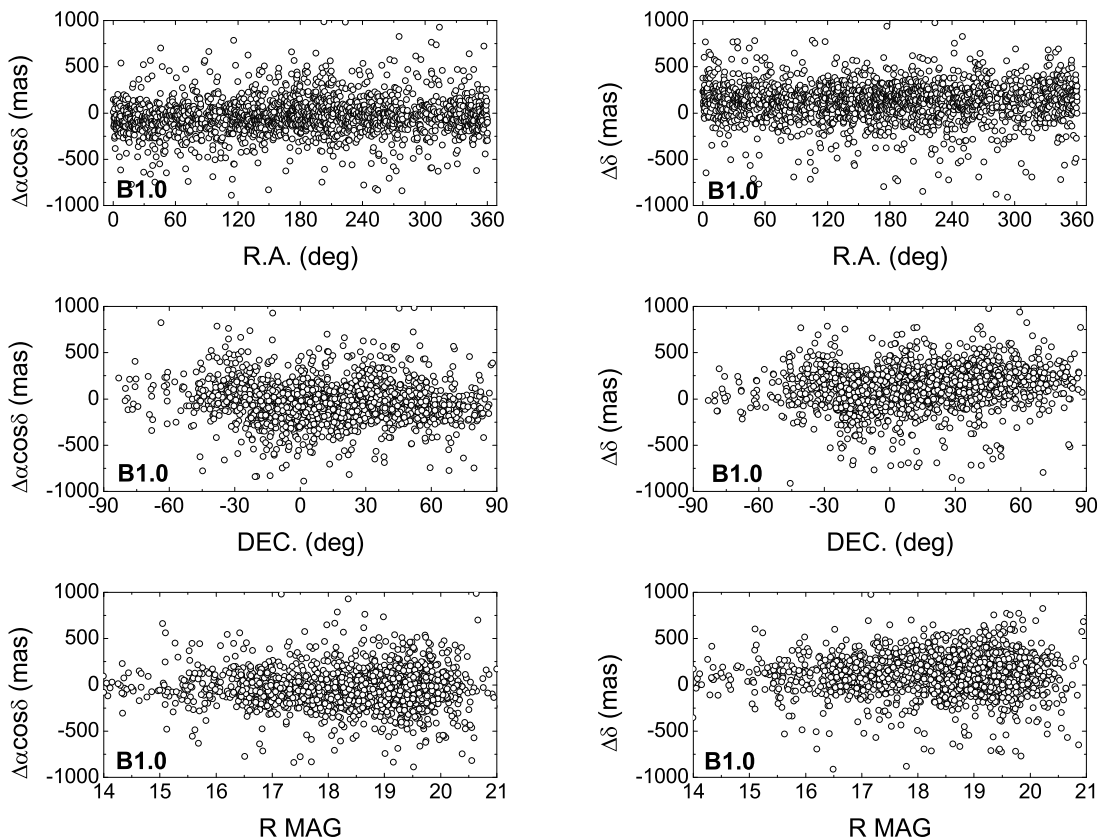 1000
500
0
-500
-1000
Δαcosδ (mas)
B1.0
0 60 120 180 240 300 360
R.A. (deg)
1000
500
0
-500
-1000
Δδ (mas)
B1.0
0 60 120 180 240 300 360
R.A. (deg)
1000
500
0
-500
-1000
Δαcosδ (mas)
B1.0
-90 -60 -30 0 30 60 90
DEC. (deg)
1000
500
0
-500
-1000
Δδ (mas)
B1.0
-90 -60 -30 0 30 60 90
DEC. (deg)
1000
500
0
-500
-1000
Δαcosδ (mas)
B1.0
14 15 16 17 18 19 20 21
R MAG
1000
500
0
-500
-1000
Δδ (mas)
B1.0
14 15 16 17 18 19 20 21
R MAG